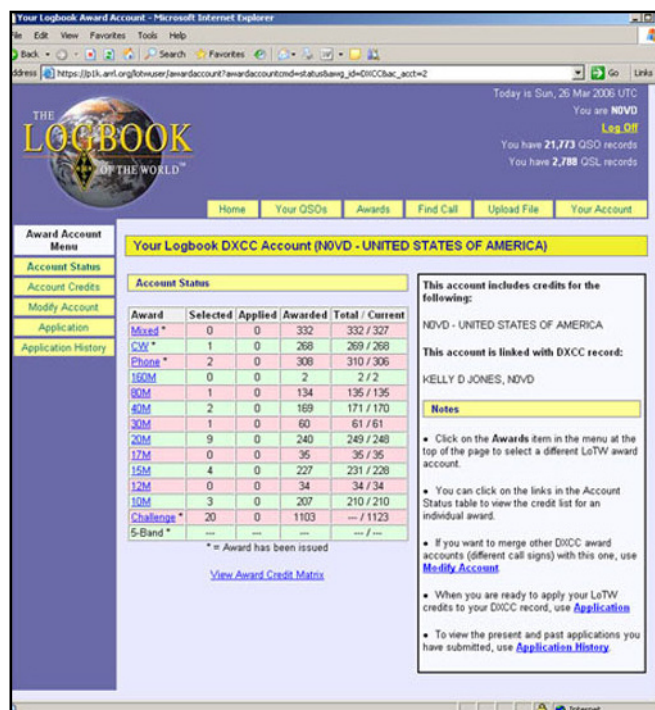 Your Logbook Award Account - Microsoft Internet Explorer
File Edit View Favorites Tools Help
Back Search Favorites
Address https://p1k.arrl.org/lotwuser/awardaccount?awardaccountcmd=status&awg_id=DXCC&ac_acct=2 Go Links
THE
LOGBOOK
OF THE WORLD™
Today is Sun, 26 Mar 2006 UTC
You are N0VD
Log Off
You have 21,773 QSO records
You have 2,788 QSL records
Home Your QSOs Awards Find Call Upload File Your Account
Award Account
Menu
Account Status
Account Credits
Modify Account
Application
Application History
Your Logbook DXCC Account (N0VD - UNITED STATES OF AMERICA)
Account Status
Award Selected Applied Awarded Total / Current
Mixed * 0 0 332 332 / 327
CW * 1 0 268 269 / 268
Phone * 2 0 308 310 / 306
160M 0 0 2 2 / 2
80M 1 0 134 135 / 135
40M 2 0 169 171 / 170
30M 1 0 60 61 / 61
20M 9 0 240 249 / 248
17M 0 0 35 35 / 35
15M 4 0 227 231 / 228
12M 0 0 34 34 / 34
10M 3 0 207 210 / 210
Challenge * 20 0 1103 --- / 1123
5-Band * --- --- --- --- / ---
* = Award has been issued
View Award Credit Matrix
This account includes credits for the
following:
N0VD - UNITED STATES OF AMERICA
This account is linked with DXCC record:
KELLY D JONES, N0VD
Notes
• Click on the Awards item in the menu at the
top of the page to select a different LoTW award
account.
• You can click on the links in the Account
Status table to view the credit list for an
individual award.
• If you want to merge other DXCC award
accounts (different call signs) with this one, use
Modify Account.
• When you are ready to apply your LoTW
credits to your DXCC record, use Application
• To view the present and past applications you
have submitted, use Application History.
Internet